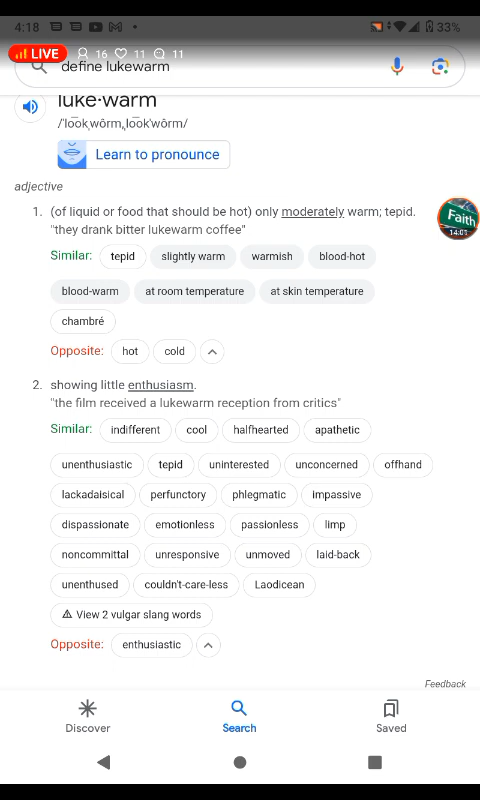 4:18 33%
LIVE 16 11 11
define lukewarm
luke·warm
/ˈlo͞okˌwôrm,ˌlo͞okˈwôrm/
Learn to pronounce
adjective
1. (of liquid or food that should be hot) only moderately warm; tepid.
"they drank bitter lukewarm coffee"
Faith
14:01
Similar: tepid slightly warm warmish blood-hot
blood-warm at room temperature at skin temperature
chambré
Opposite: hot cold
2. showing little enthusiasm.
"the film received a lukewarm reception from critics"
Similar: indifferent cool halfhearted apathetic
unenthusiastic tepid uninterested unconcerned offhand
lackadaisical perfunctory phlegmatic impassive
dispassionate emotionless passionless limp
noncommittal unresponsive unmoved laid-back
unenthused couldn't-care-less Laodicean
View 2 vulgar slang words
Opposite: enthusiastic
Feedback
Discover Search Saved